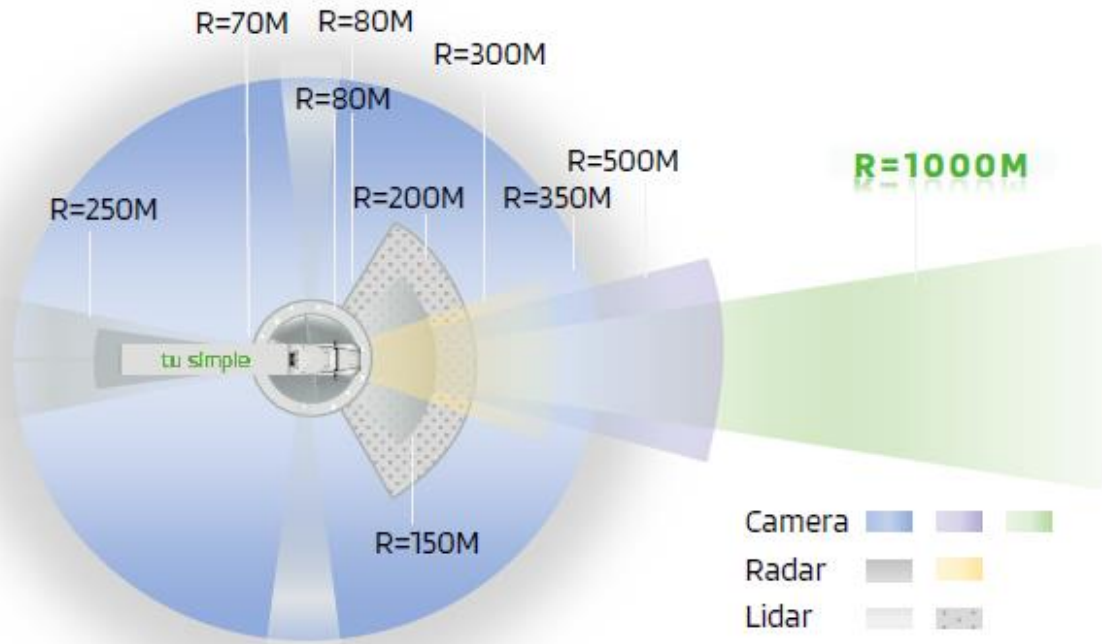 R=70M
R=80M
R=300M
R=80M
R=500M
R=1000M
R=250M
R=200M
R=350M
tu simple
R=150M
Camera
Radar
Lidar